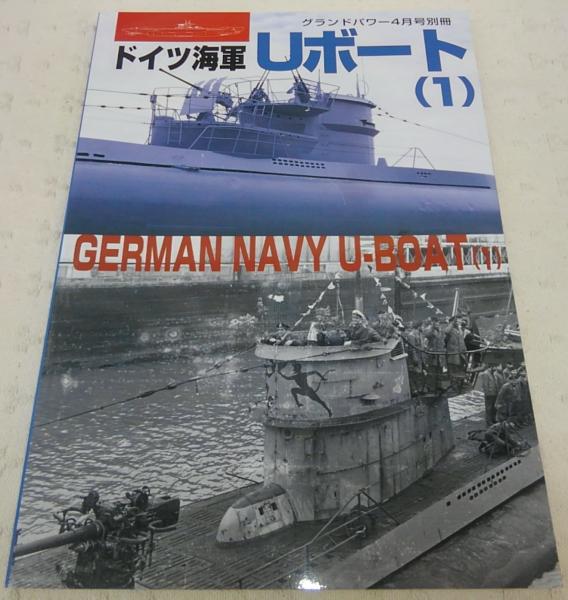 グランドパワー4月号別冊
ドイツ海軍 Uボート
(1)
GERMAN NAVY U-BOAT (1)